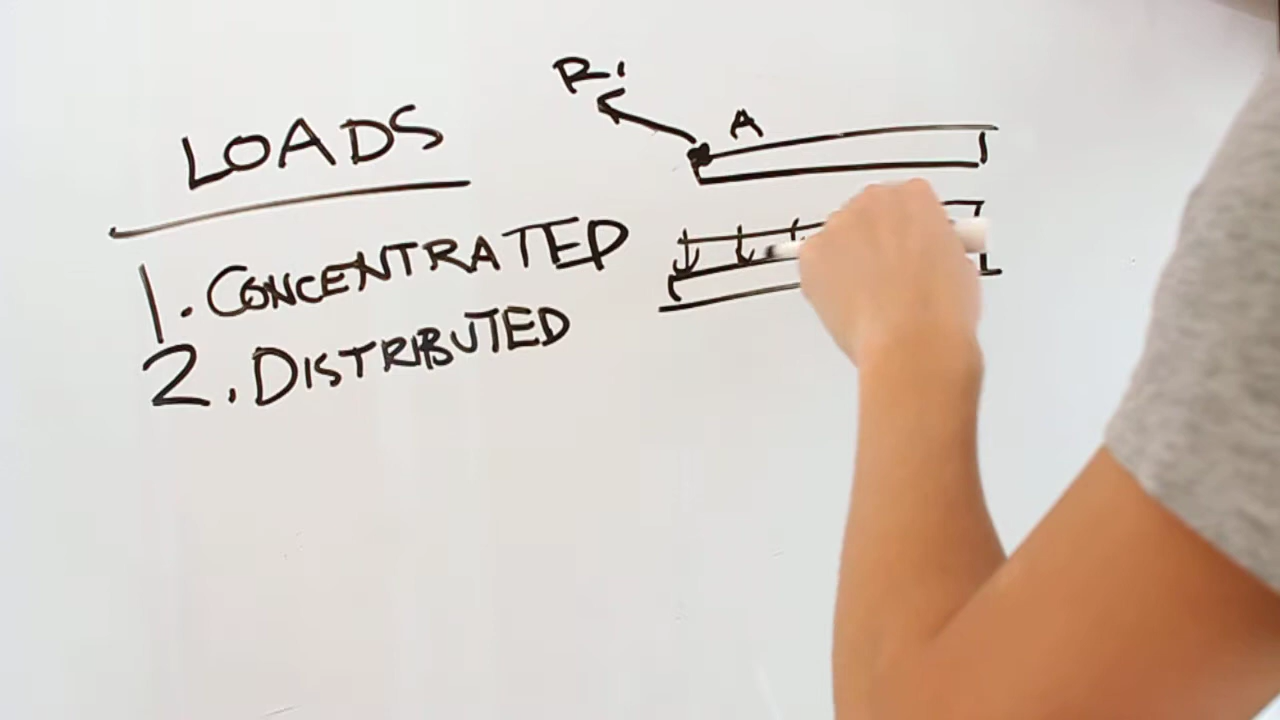 LOADS
1. CONCENTRATED
2. DISTRIBUTED
R1
A